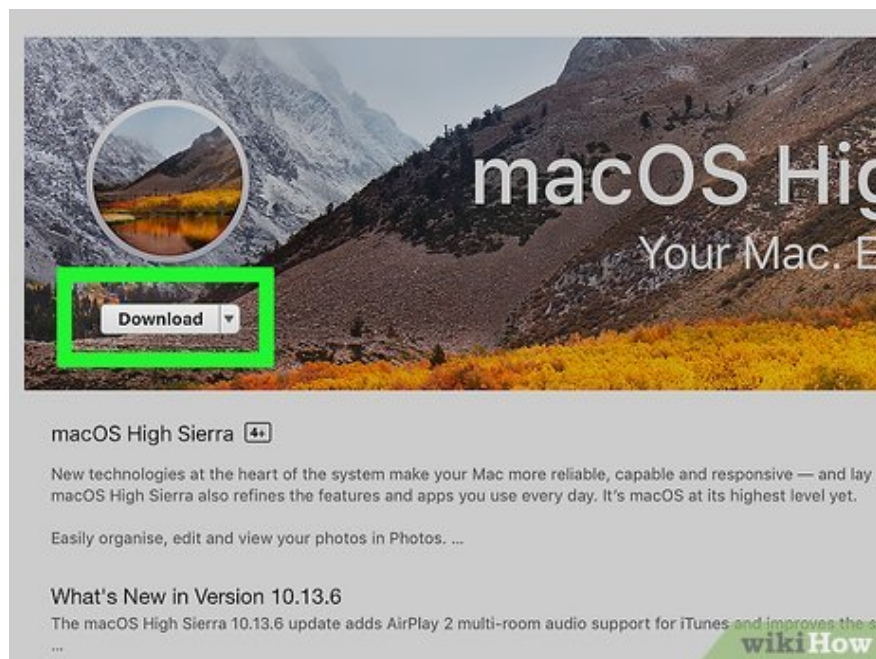 macOS Hig
Your Mac. E
Download
macOS High Sierra 4+
New technologies at the heart of the system make your Mac more reliable, capable and responsive — and lay
macOS High Sierra also refines the features and apps you use every day. It's macOS at its highest level yet.
Easily organise, edit and view your photos in Photos. ...
What's New in Version 10.13.6
The macOS High Sierra 10.13.6 update adds AirPlay 2 multi-room audio support for iTunes and improves the s
...
wikiHow